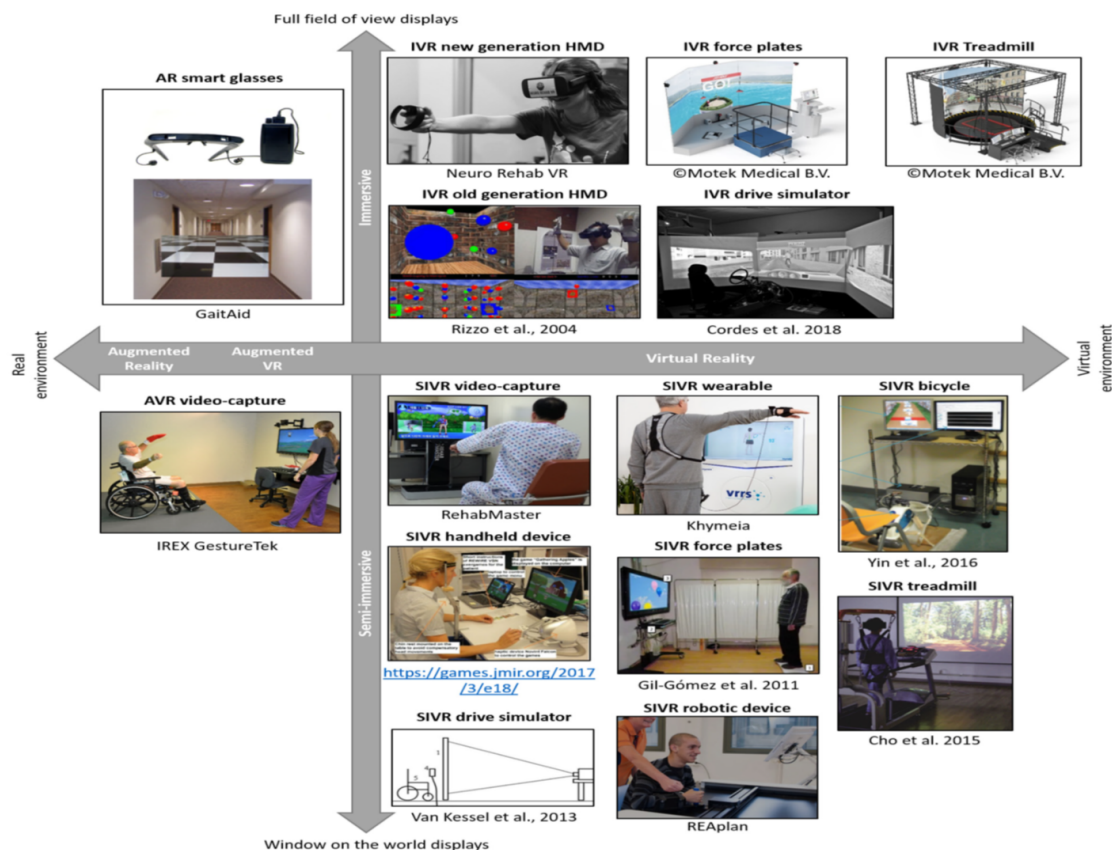 Full field of view displays
AR smart glasses
GaitAid
IVR new generation HMD
Neuro Rehab VR
IVR force plates
GO!
©Motek Medical B.V.
IVR Treadmill
©Motek Medical B.V.
IVR old generation HMD
Rizzo et al., 2004
IVR drive simulator
Cordes et al. 2018
Immersive
Real
environment
Augmented
Reality
Augmented
VR
Virtual Reality
Virtual
environment
AVR video-capture
IREX GestureTek
SIVR video-capture
RehabMaster
SIVR wearable
vrrs
Khymeia
SIVR bicycle
Yin et al., 2016
Semi-immersive
SIVR handheld device
https://games.jmir.org/2017
/3/e18/
SIVR force plates
Gil-Gómez et al. 2011
SIVR treadmill
Cho et al. 2015
SIVR drive simulator
1
4
5
Van Kessel et al., 2013
SIVR robotic device
REAplan
Window on the world displays